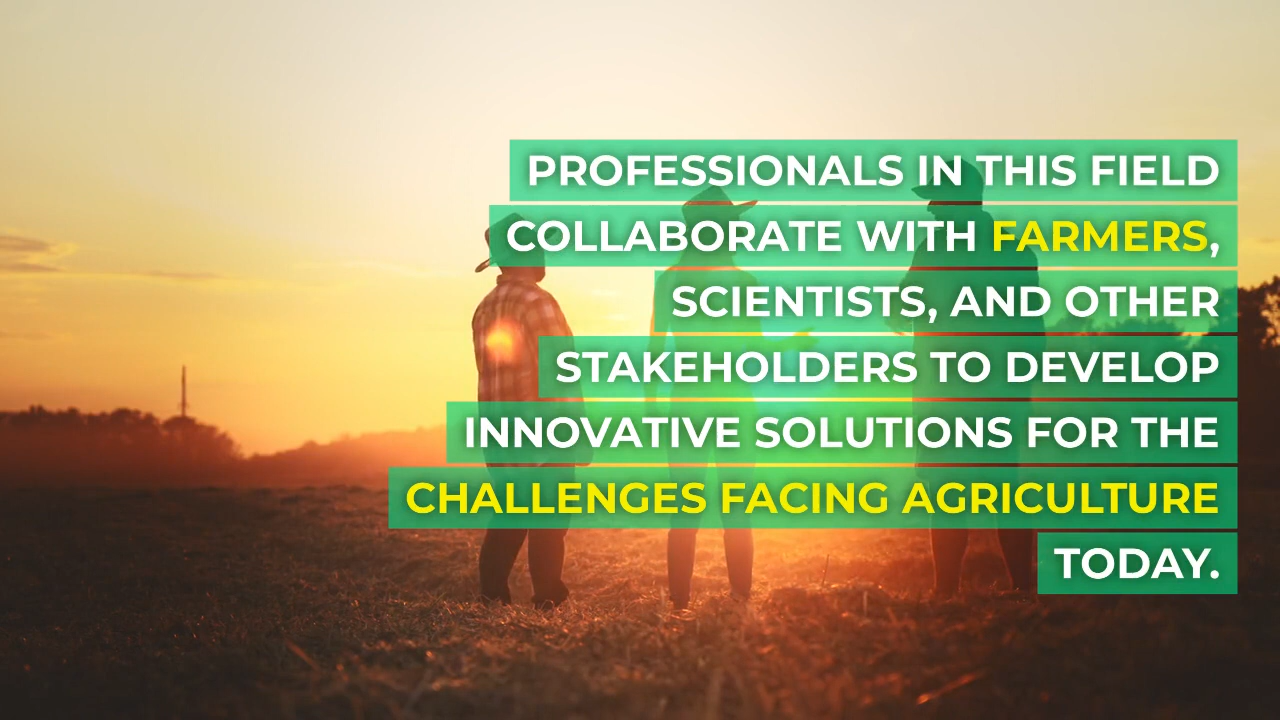 PROFESSIONALS IN THIS FIELD
COLLABORATE WITH FARMERS,
SCIENTISTS, AND OTHER
STAKEHOLDERS TO DEVELOP
INNOVATIVE SOLUTIONS FOR THE
CHALLENGES FACING AGRICULTURE
TODAY.